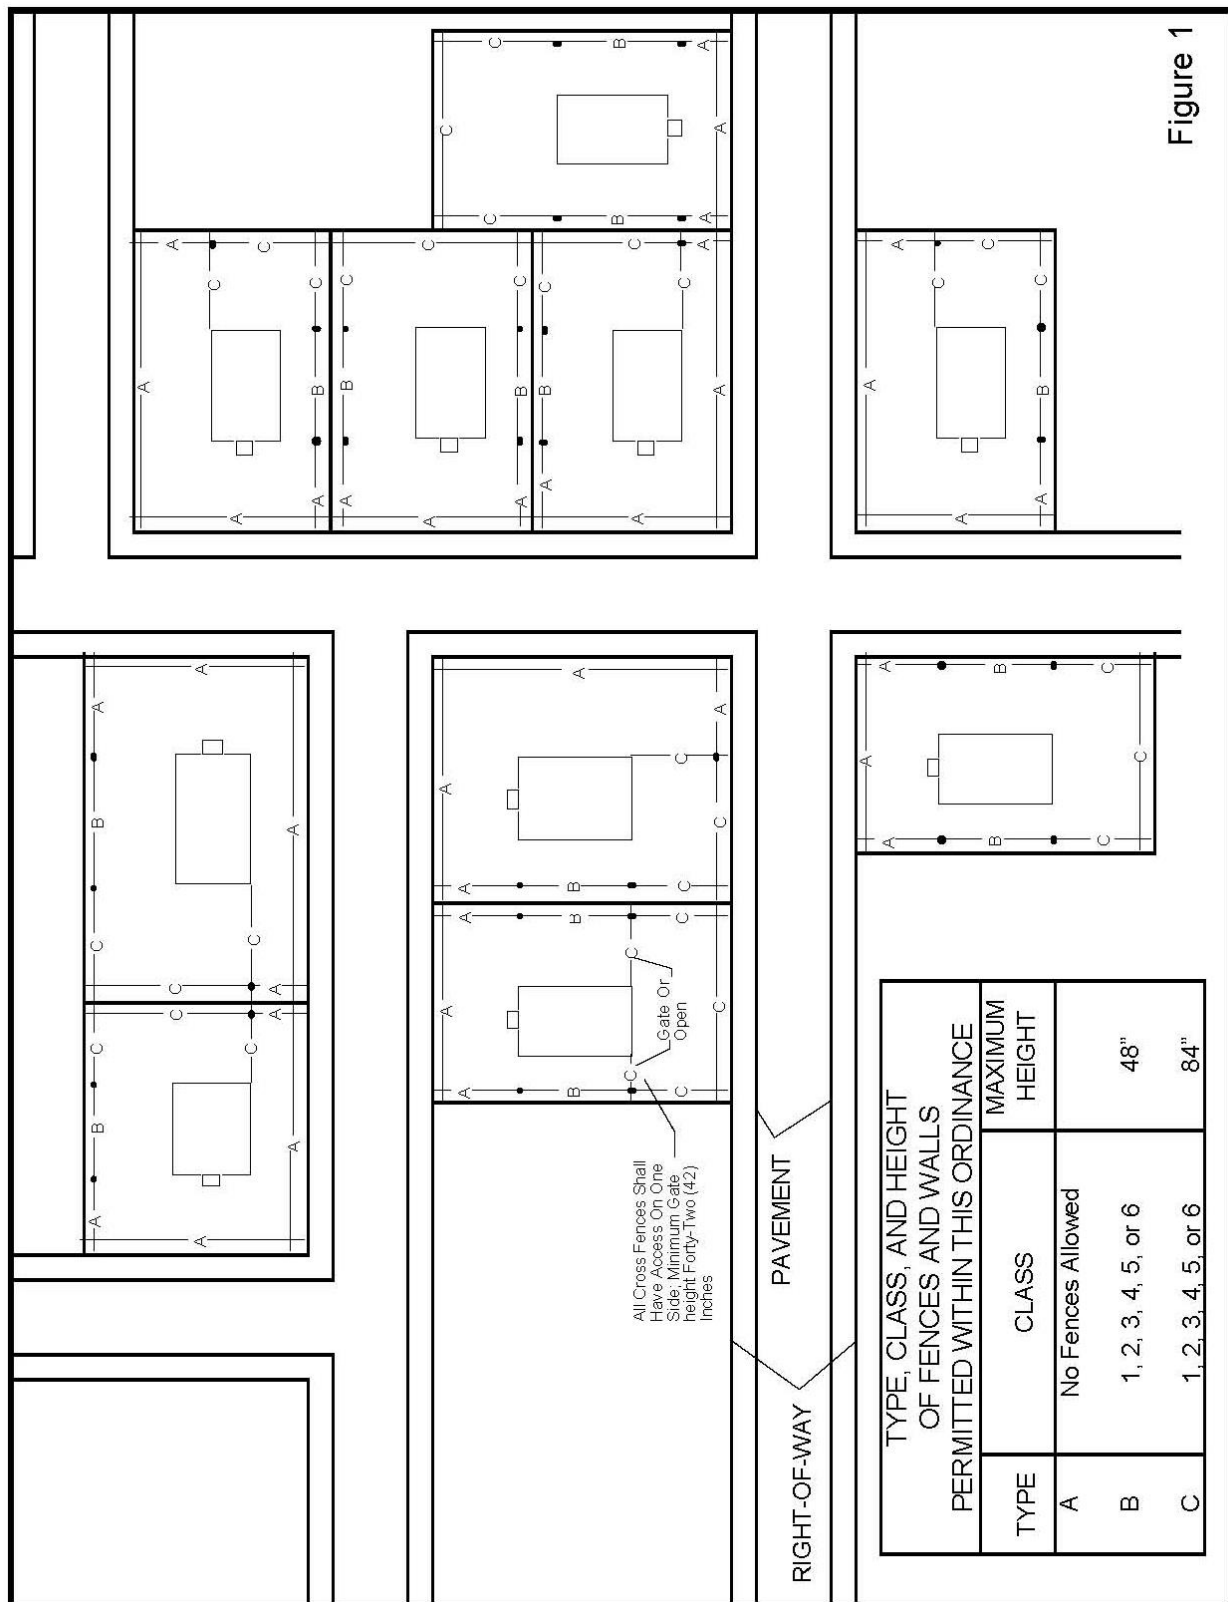 A B C
C
A
C
A
A
C B A
C
A
C
A
A
A
A
C
A
C
A B C
A B C
A C
A B C
A B C
A C
C
A
A
C
C C
B B
A A
A
A
A A
B B
C C
Gate Or
Open
C C
C
All Cross Fences Shall
Have Access On One
Side; Minimum Gate
height Forty-Two (42)
Inches
A
A
B
A
C C
C A
PAVEMENT
RIGHT-OF-WAY
A
A A
B B
C C
C
A
A
C
A
C
A B C
TYPE, CLASS, AND HEIGHT
OF FENCES AND WALLS
PERMITTED WITHIN THIS ORDINANCE
TYPE CLASS MAXIMUM
HEIGHT
A No Fences Allowed
B 1, 2, 3, 4, 5, or 6 48"
C 1, 2, 3, 4, 5, or 6 84"
Figure 1